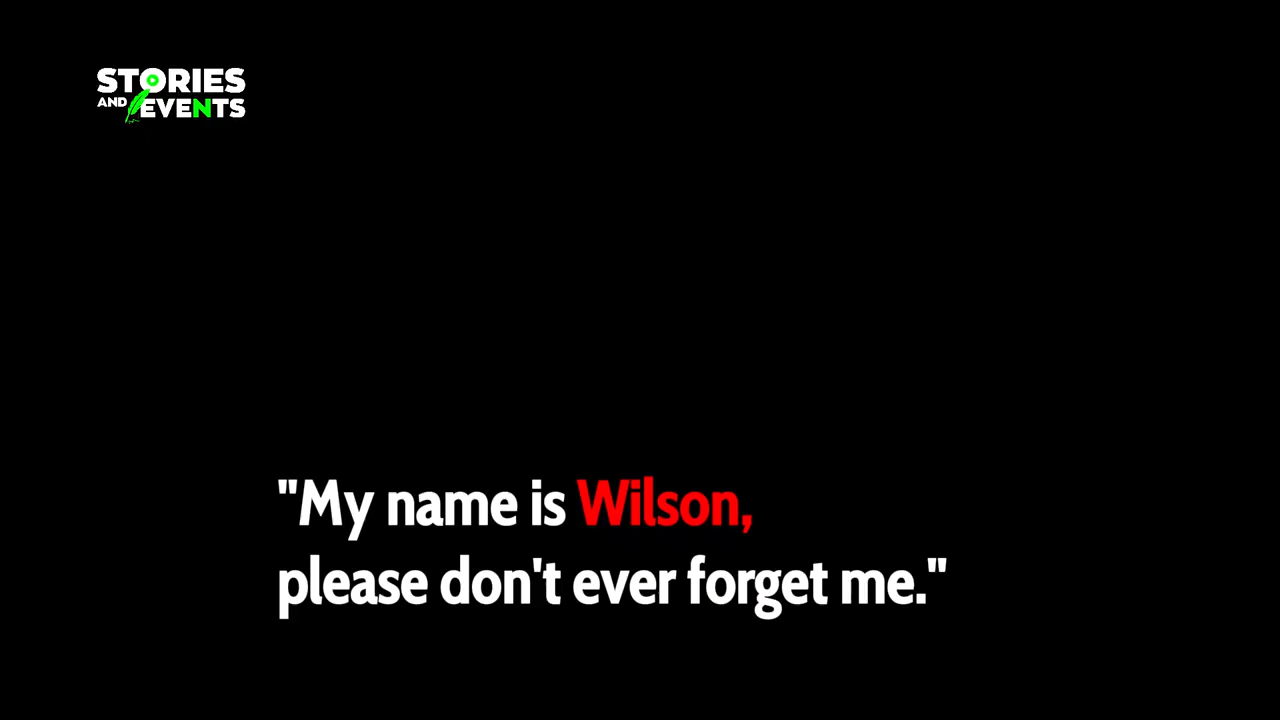 STORIES
AND EVENTS
"My name is Wilson,
please don't ever forget me."